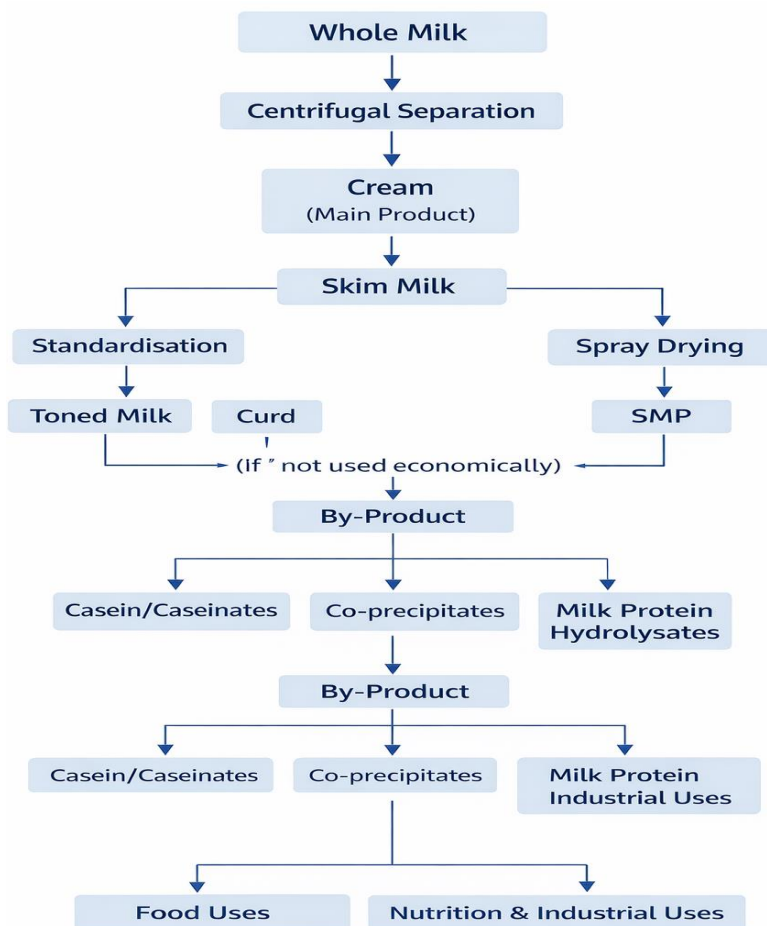 Whole Milk
Centrifugal Separation
Cream
(Main Product)
Skim Milk
Standardisation
Spray Drying
Toned Milk
Curd
SMP
(If " not used economically)
By-Product
Casein/Caseinates
Co-precipitates
Milk Protein
Hydrolysates
By-Product
Casein/Caseinates
Co-precipitates
Milk Protein
Industrial Uses
Food Uses
Nutrition & Industrial Uses